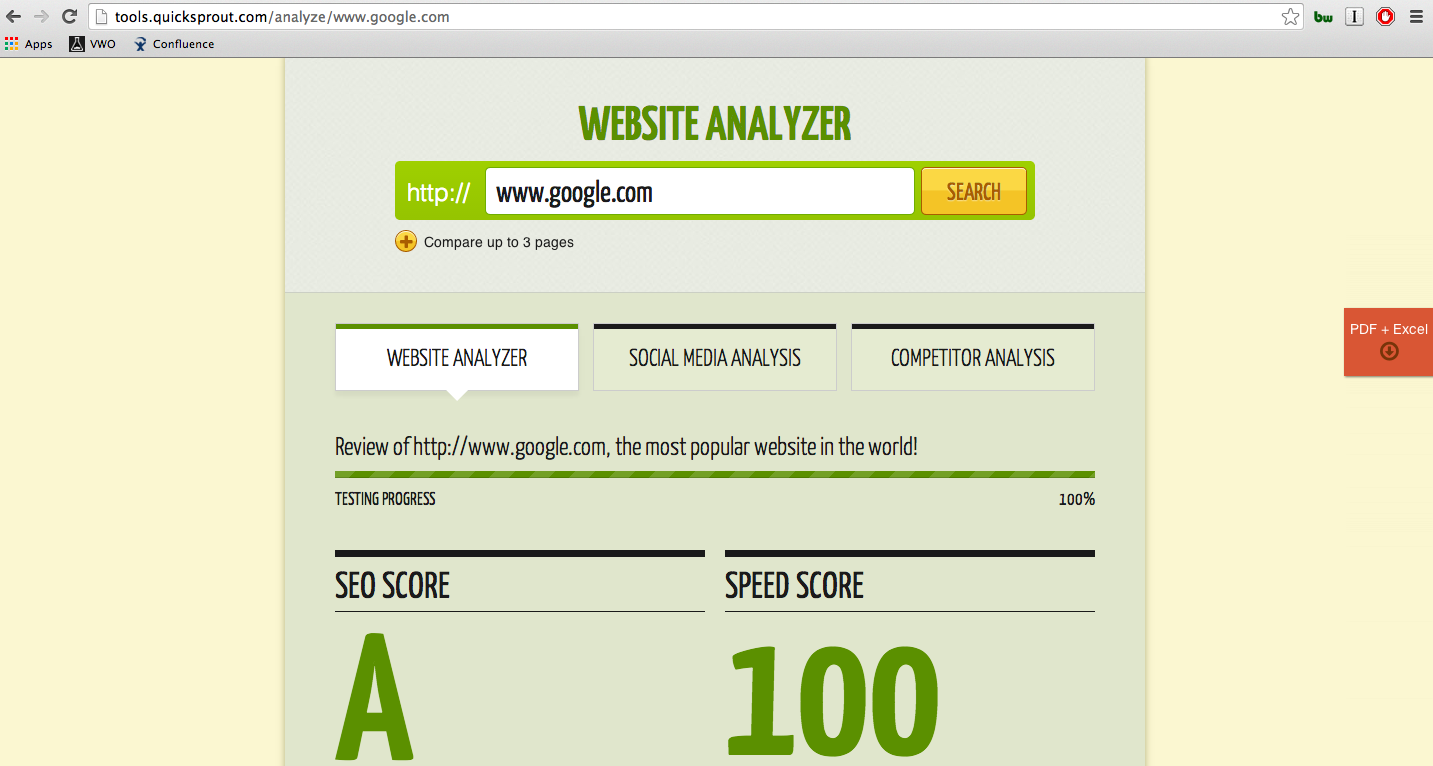 tools.quicksprout.com/analyze/www.google.com
bw
I
Apps
VWO
Confluence
WEBSITE ANALYZER
http://
www.google.com
SEARCH
Compare up to 3 pages
PDF + Excel
WEBSITE ANALYZER
SOCIAL MEDIA ANALYSIS
COMPETITOR ANALYSIS
Review of http://www.google.com, the most popular website in the world!
TESTING PROGRESS
100%
SEO SCORE
SPEED SCORE
A
100